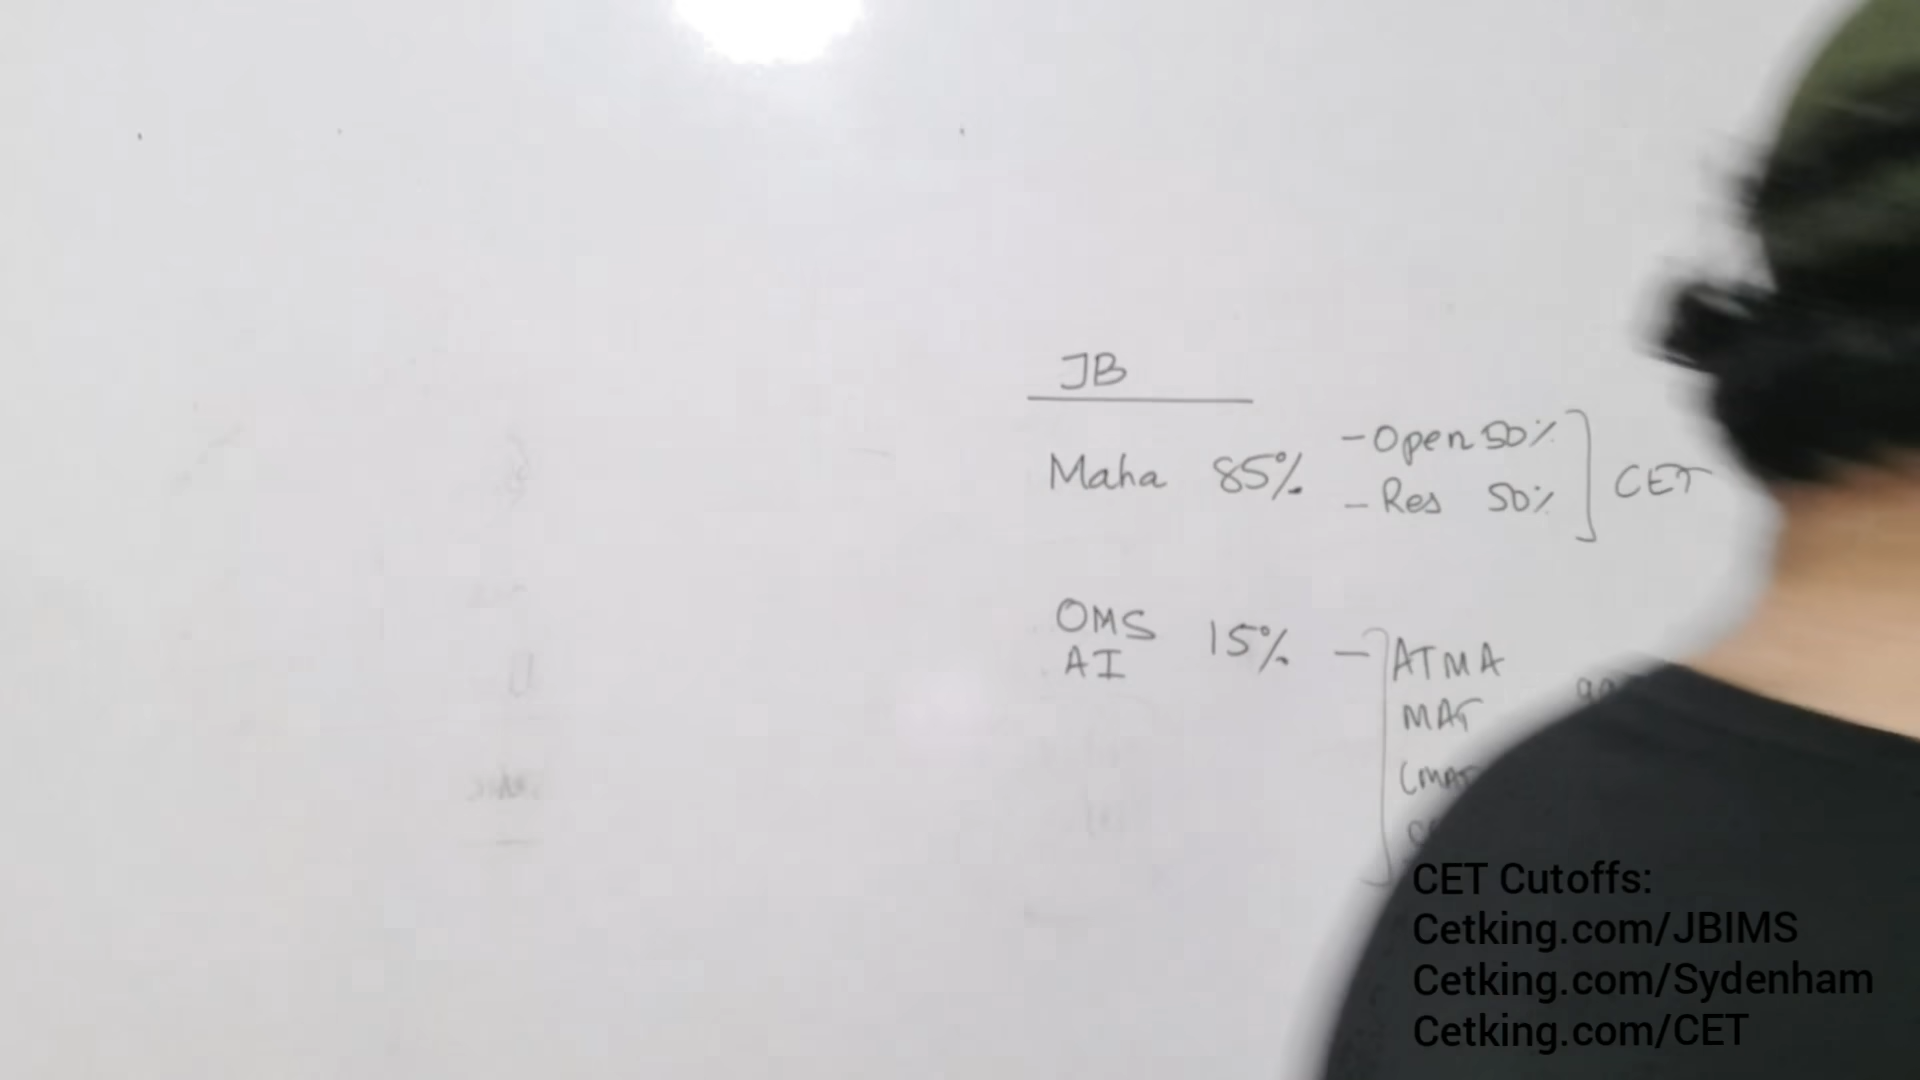 JB
Maha 85% - Open 50%
- Res 50% ] CET
OMS 15% - ATMA
AI
MAT
CMAT
CET Cutoffs:
Cetking.com/JBIMS
Cetking.com/Sydenham
Cetking.com/CET